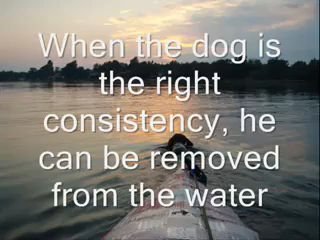 When the dog is
the right
consistency, he
can be removed
from the water